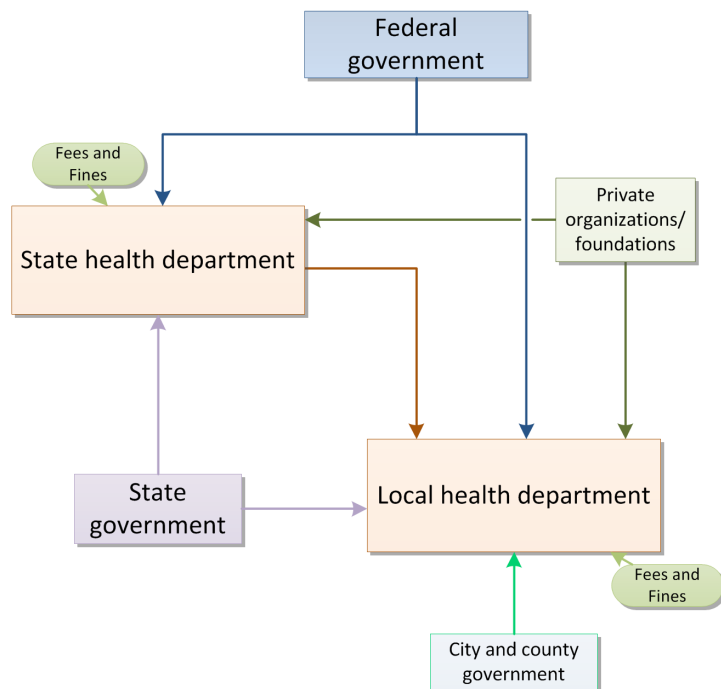 Federal
government
Fees and
Fines
Private
organizations/
foundations
State health department
State
government
Local health department
Fees and
Fines
City and county
government